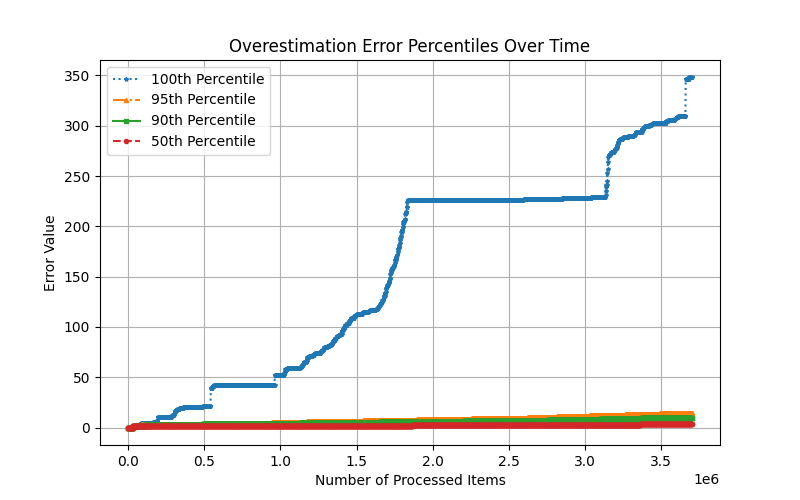 Overestimation Error Percentiles Over Time
100th Percentile
95th Percentile
90th Percentile
50th Percentile
350
300
250
200
150
100
50
0
Error Value
0.0 0.5 1.0 1.5 2.0 2.5 3.0 3.5
1e6
Number of Processed Items